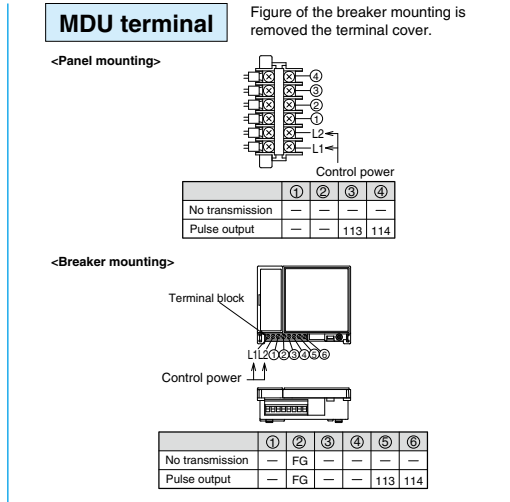 MDU terminal
Figure of the breaker mounting is
removed the terminal cover.
<Panel mounting>
④
③
②
①
L2
L1
Control power
① ② ③ ④
No transmission — — — —
Pulse output — — 113 114
<Breaker mounting>
Terminal block
L1L2①②③④⑤⑥
Control power
① ② ③ ④ ⑤ ⑥
No transmission — FG — — — —
Pulse output — FG — — 113 114